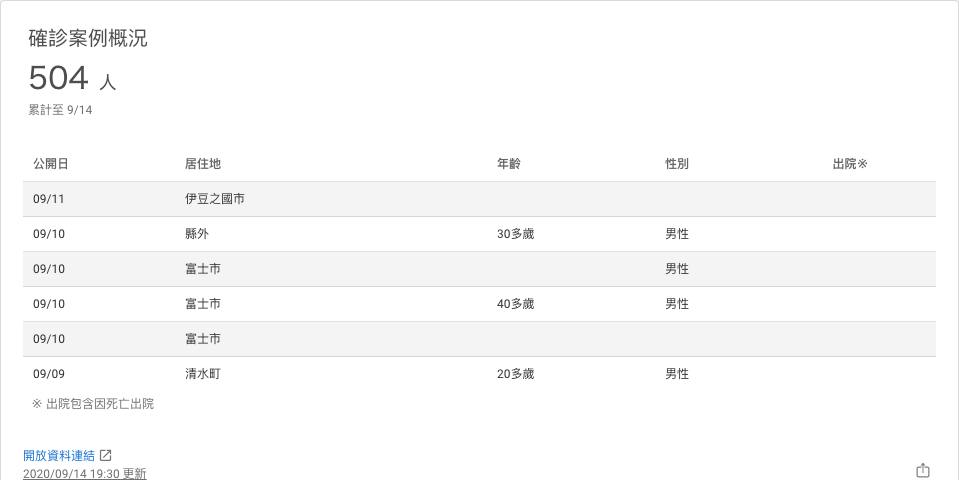 確診案例概況
504 人
累計至 9/14
公開日 居住地 年齡 性別 出院※
09/11 伊豆之國市
09/10 縣外 30多歲 男性
09/10 富士市 男性
09/10 富士市 40多歲 男性
09/10 富士市
09/09 清水町 20多歲 男性
※ 出院包含因死亡出院
開放資料連結
2020/09/14 19:30 更新